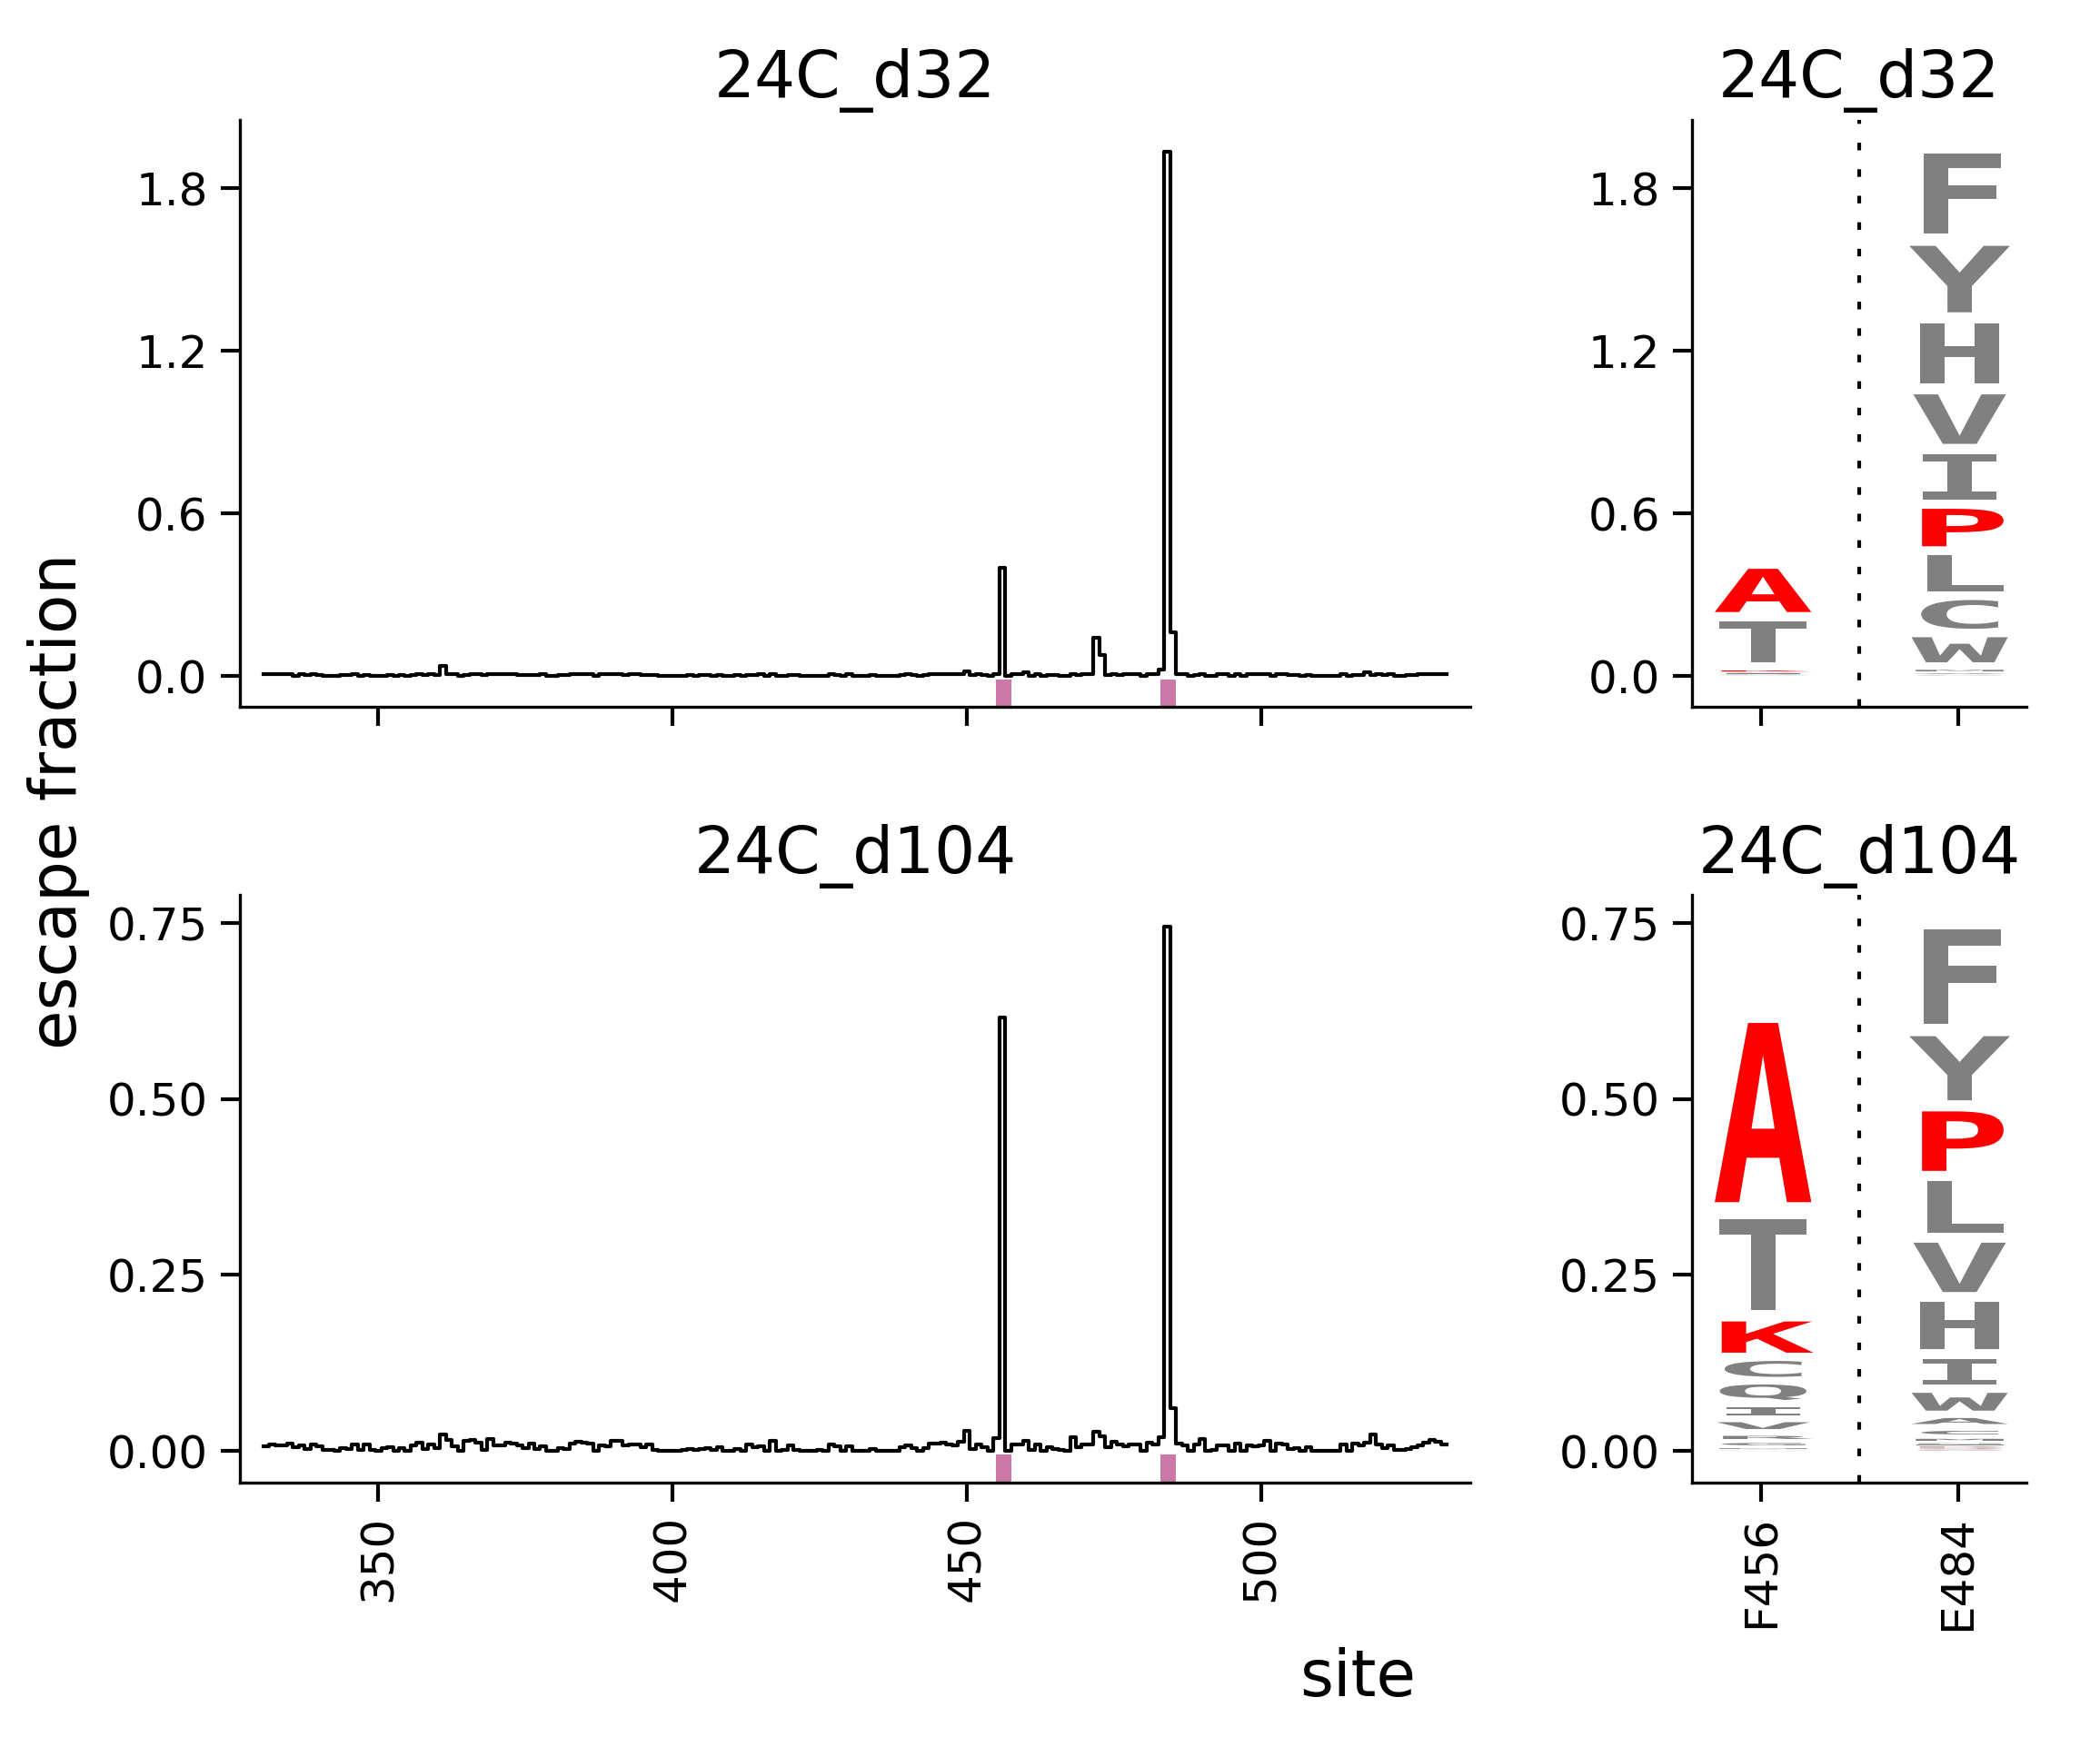 24C_d32
24C_d32
escape fraction
1.8
1.2
0.6
0.0
1.8
1.2
0.6
0.0
A
T
F
Y
H
V
I
P
L
C
W
24C_d104
24C_d104
0.75
0.50
0.25
0.00
0.75
0.50
0.25
0.00
A
T
K
C
Q
I
V
F
Y
P
L
V
H
I
W
A
350
400
450
500
F456
E484
site